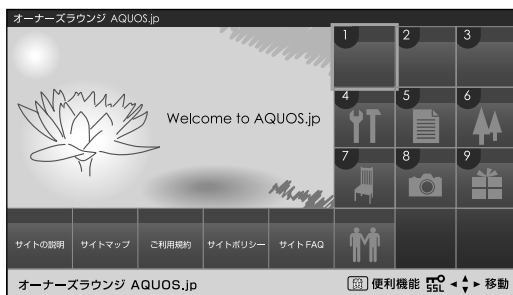 オーナーズラウンジ AQUOS.jp
1 2 3
Welcome to AQUOS.jp
4 5 6
7 8 9
サイトの説明 サイトマップ ご利用規約 サイトポリシー サイト FAQ
オーナーズラウンジ AQUOS.jp 便利機能 SSL 移動